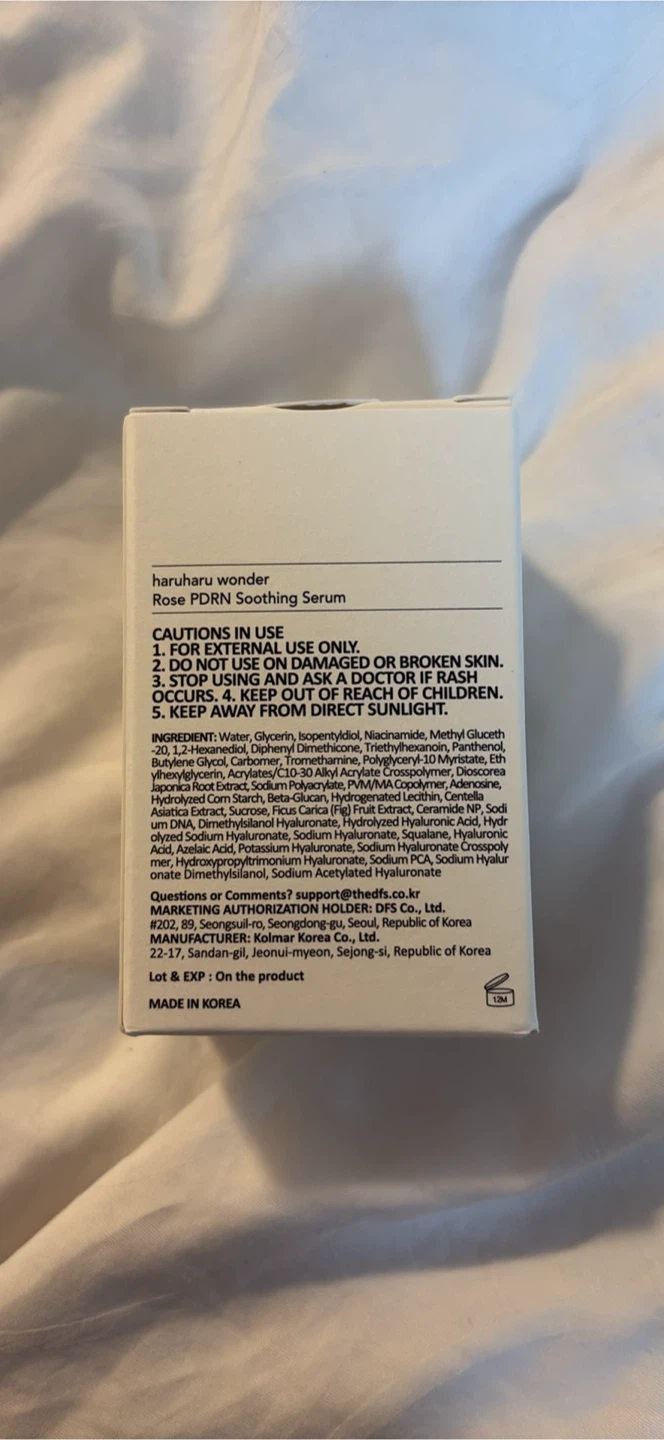 haruharu wonder
Rose PDRN Soothing Serum
CAUTIONS IN USE
1. FOR EXTERNAL USE ONLY.
2. DO NOT USE ON DAMAGED OR BROKEN SKIN.
3. STOP USING AND ASK A DOCTOR IF RASH
OCCURS. 4. KEEP OUT OF REACH OF CHILDREN.
5. KEEP AWAY FROM DIRECT SUNLIGHT.
INGREDIENT: Water, Glycerin, Isopentyldiol, Niacinamide, Methyl Gluceth
-20, 1,2-Hexanediol, Diphenyl Dimethicone, Triethylhexanoin, Panthenol,
Butylene Glycol, Carbomer, Tromethamine, Polyglyceryl-10 Myristate, Eth
ylhexylglycerin, Acrylates/C10-30 Alkyl Acrylate Crosspolymer, Dioscorea
Japonica Root Extract, Sodium Polyacrylate, PVM/MA Copolymer, Adenosine,
Hydrolyzed Corn Starch, Beta-Glucan, Hydrogenated Lecithin, Centella
Asiatica Extract, Sucrose, Ficus Carica (Fig) Fruit Extract, Ceramide NP, Sodi
um DNA, Dimethylsilanol Hyaluronate, Hydrolyzed Hyaluronic Acid, Hydr
olyzed Sodium Hyaluronate, Sodium Hyaluronate, Squalane, Hyaluronic
Acid, Azelaic Acid, Potassium Hyaluronate, Sodium Hyaluronate Crosspoly
mer, Hydroxypropyltrimonium Hyaluronate, Sodium PCA, Sodium Hyalur
onate Dimethylsilanol, Sodium Acetylated Hyaluronate
Questions or Comments? support@thedfs.co.kr
MARKETING AUTHORIZATION HOLDER: DFS Co., Ltd.
#202, 89, Seongsuil-ro, Seongdong-gu, Seoul, Republic of Korea
MANUFACTURER: Kolmar Korea Co., Ltd.
22-17, Sandan-gil, Jeonui-myeon, Sejong-si, Republic of Korea
Lot & EXP : On the product
MADE IN KOREA
12M